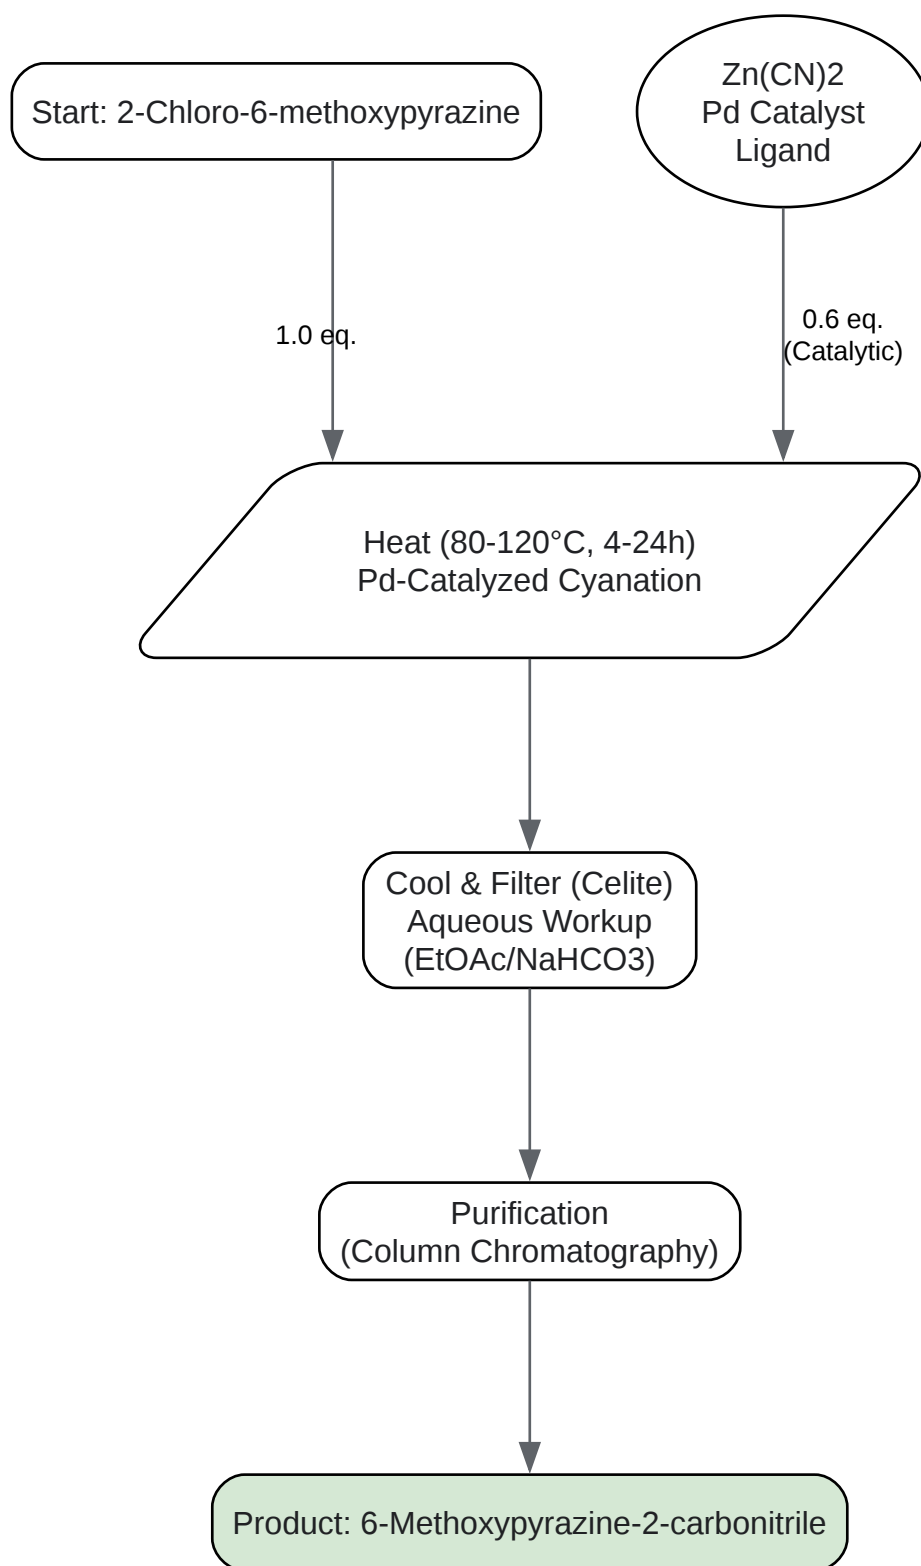 Start: 2-Chloro-6-methoxypyrazine
Zn(CN)2
Pd Catalyst
Ligand
1.0 eq.
0.6 eq.
(Catalytic)
Heat (80-120°C, 4-24h)
Pd-Catalyzed Cyanation
Cool & Filter (Celite)
Aqueous Workup
(EtOAc/NaHCO3)
Purification
(Column Chromatography)
Product: 6-Methoxypyrazine-2-carbonitrile